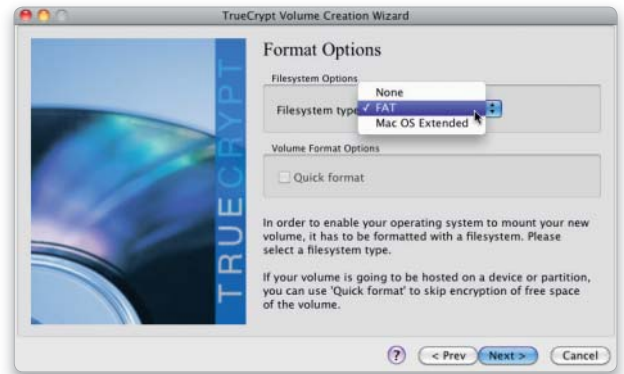 TrueCrypt Volume Creation Wizard
TRUECRYPT
Format Options
Filesystem Options
Filesystem type
None
✓ FAT
Mac OS Extended
Volume Format Options
Quick format
In order to enable your operating system to mount your new
volume, it has to be formatted with a filesystem. Please
select a filesystem type.
If your volume is going to be hosted on a device or partition,
you can use 'Quick format' to skip encryption of free space
of the volume.
?
< Prev
Next >
Cancel